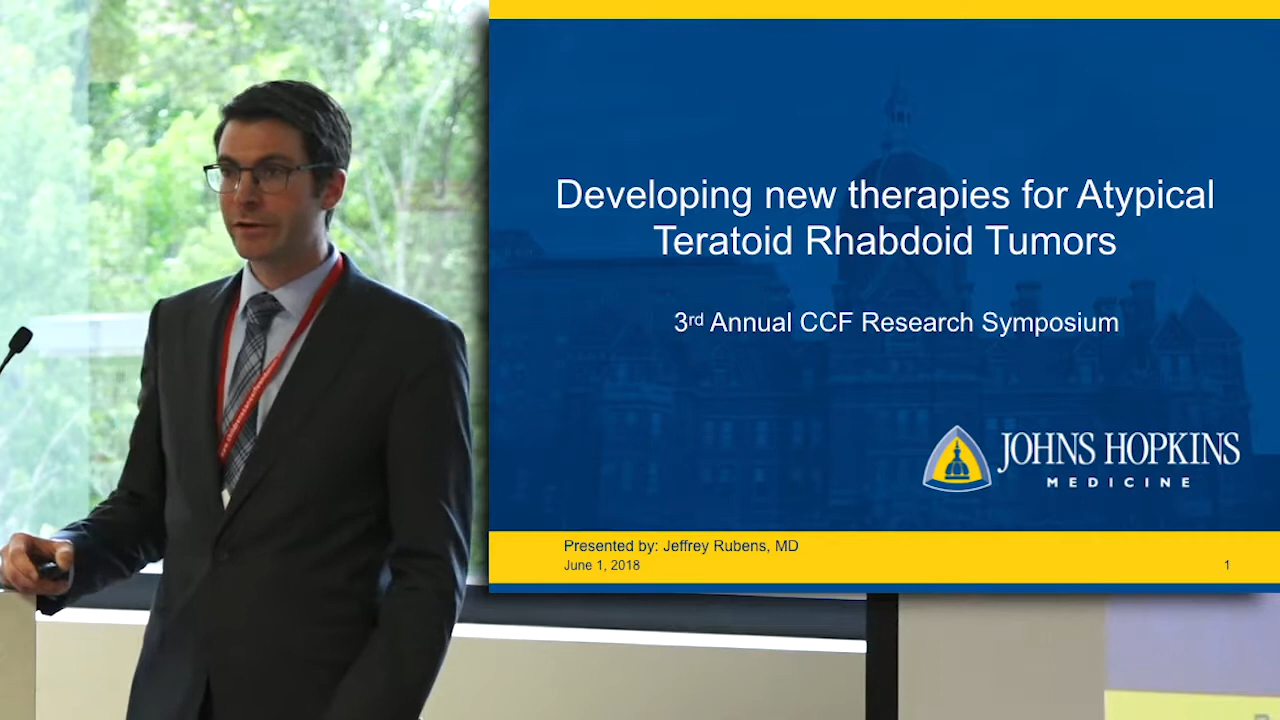 Developing new therapies for Atypical
Teratoid Rhabdoid Tumors
3rd Annual CCF Research Symposium
JOHNS HOPKINS
MEDICINE
Presented by: Jeffrey Rubens, MD
June 1, 2018
1